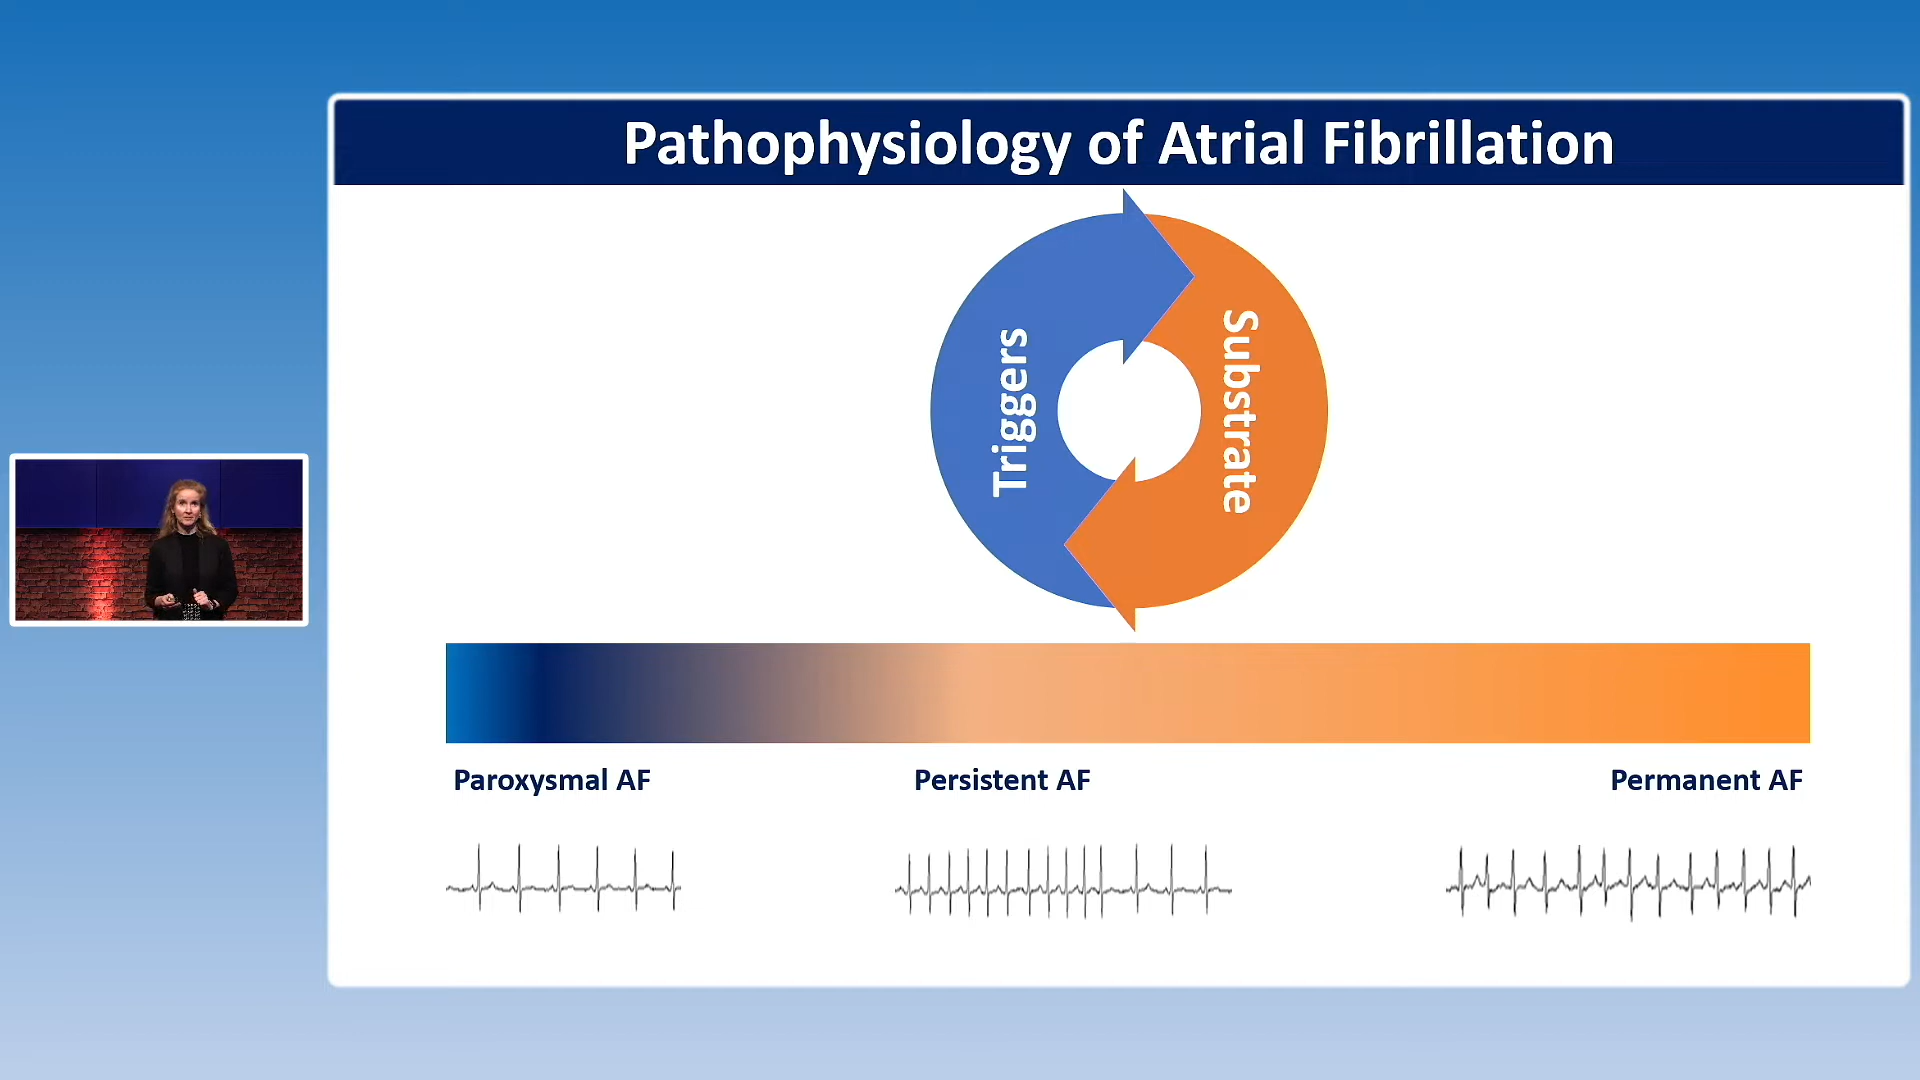 Pathophysiology of Atrial Fibrillation
Triggers
Substrate
Paroxysmal AF
Persistent AF
Permanent AF